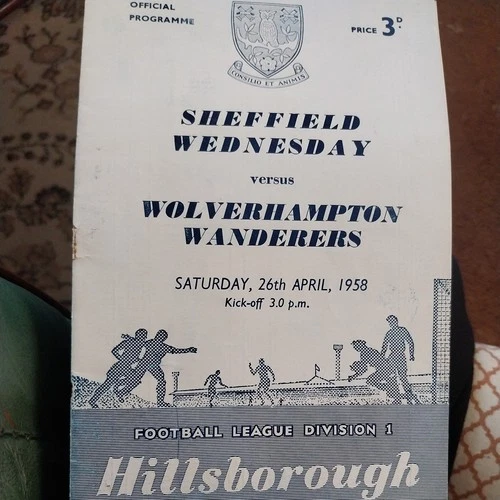 OFFICIAL
PROGRAMME
PRICE 3D.
CONSILIO ET ANIMIS
SHEFFIELD
WEDNESDAY
versus
WOLVERHAMPTON
WANDERERS
SATURDAY, 26th APRIL, 1958
Kick-off 3.0 p.m.
FOOTBALL LEAGUE DIVISION 1
Hillsborough